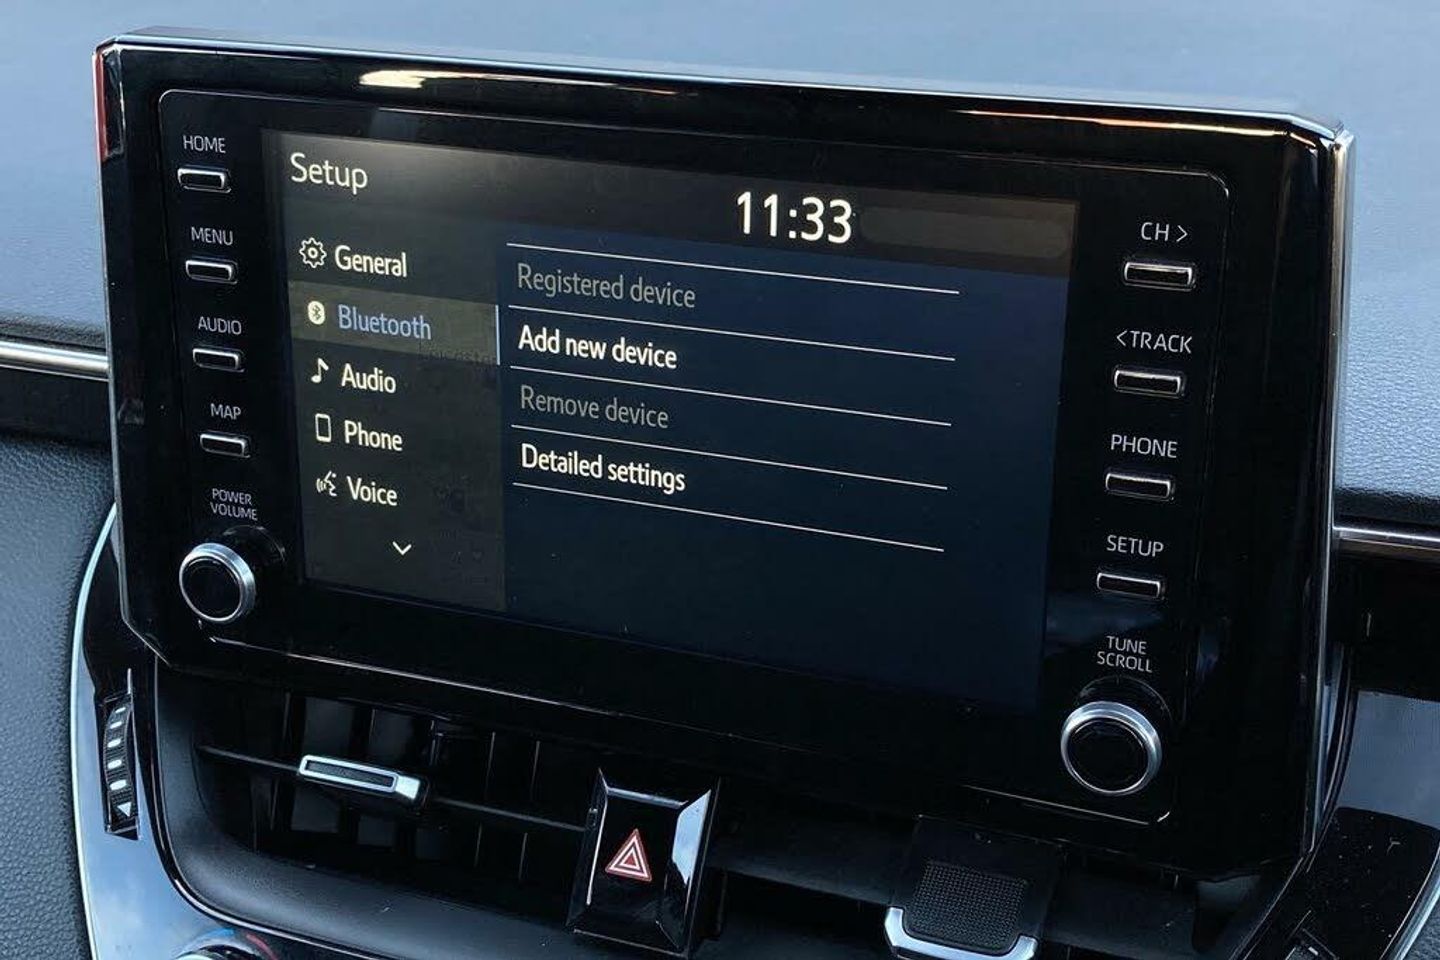 HOME
MENU
AUDIO
MAP
POWER
VOLUME
Setup
11:33
General
Bluetooth
Audio
Phone
Voice
Registered device
Add new device
Remove device
Detailed settings
CH >
<TRACK
PHONE
SETUP
TUNE
SCROLL